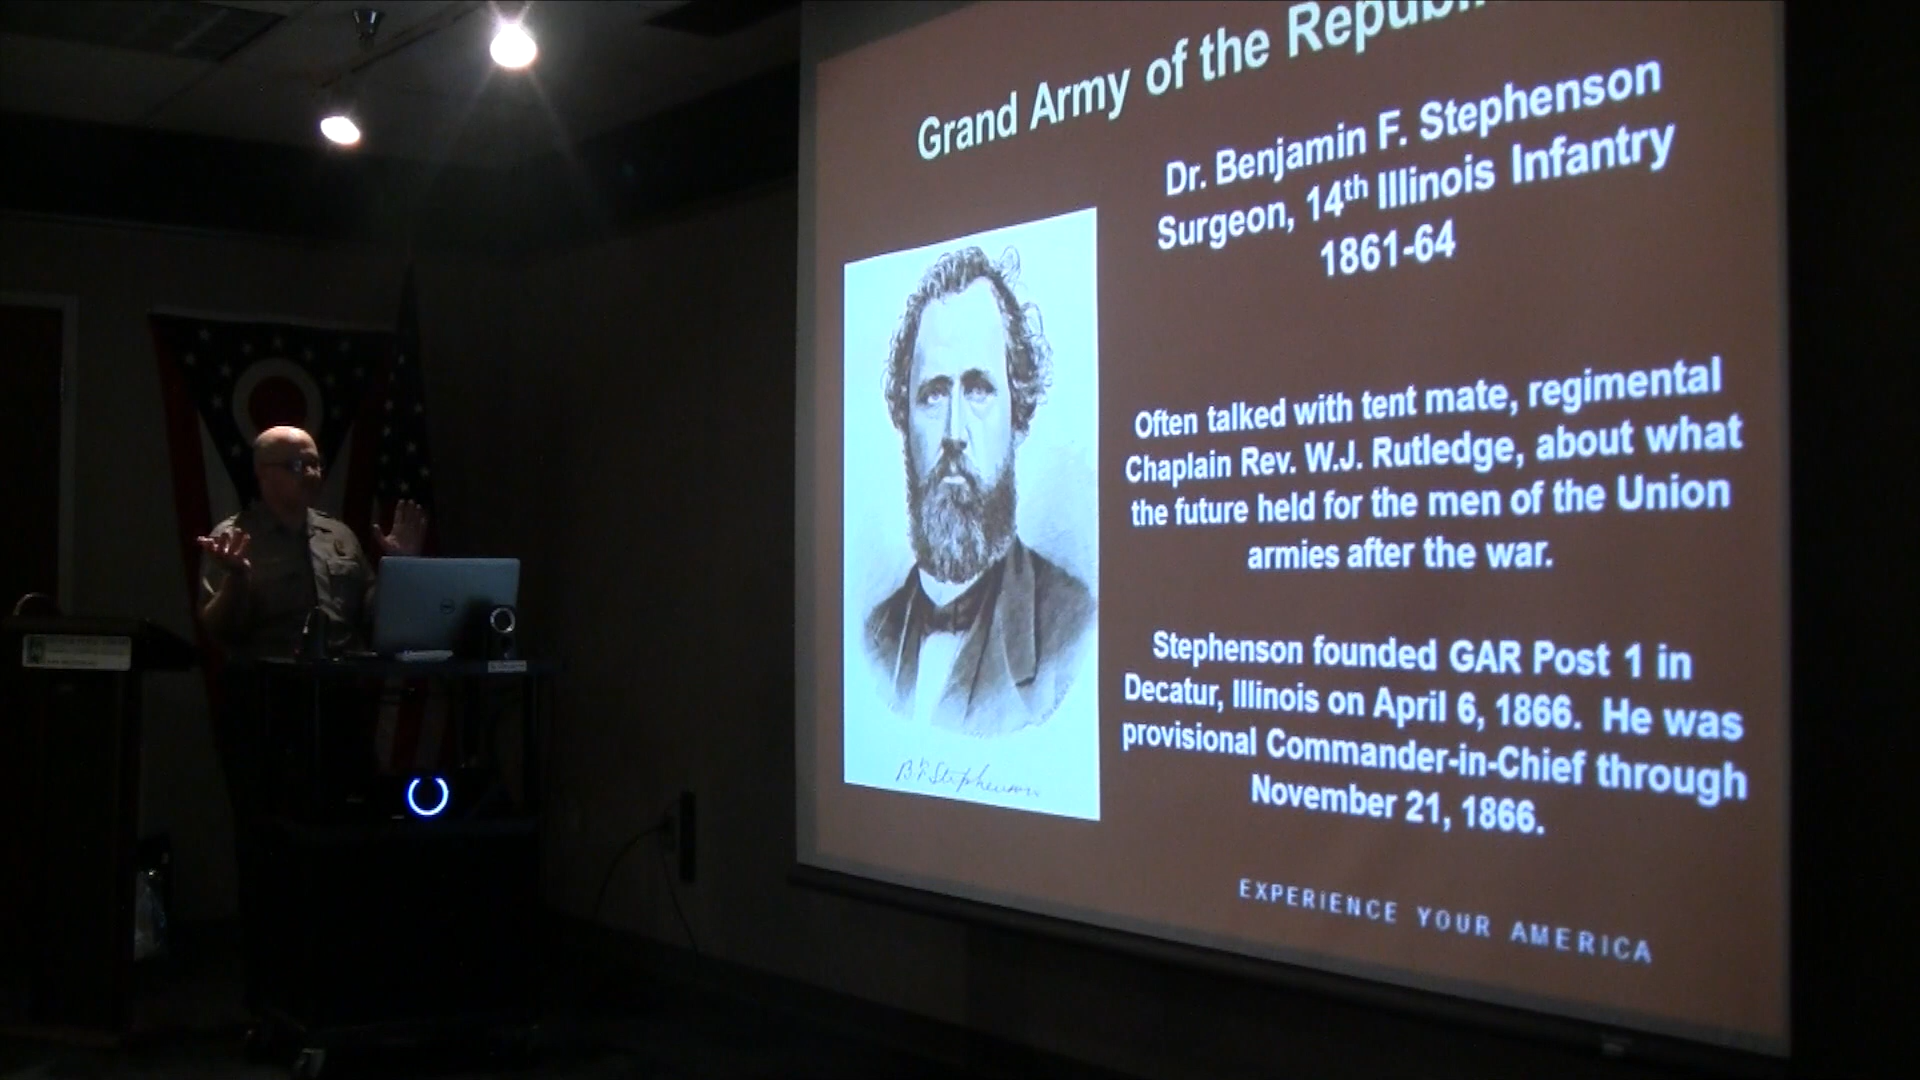 Grand Army of the Republi
Dr. Benjamin F. Stephenson
Surgeon, 14th Illinois Infantry
1861-64
Often talked with tent mate, regimental
Chaplain Rev. W.J. Rutledge, about what
the future held for the men of the Union
armies after the war.
Stephenson founded GAR Post 1 in
Decatur, Illinois on April 6, 1866. He was
provisional Commander-in-Chief through
November 21, 1866.
B.F. Stephenson
EXPERIENCE YOUR AMERICA
DELL